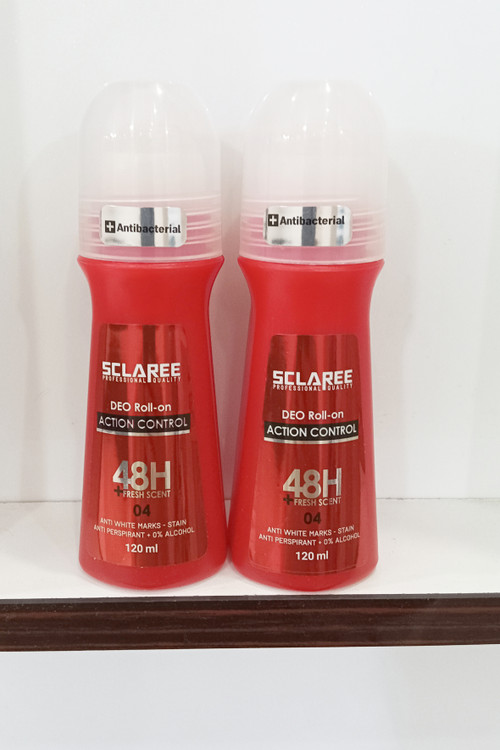 + Antibacterial
SCLAREE
PROFESSIONAL QUALITY
DEO Roll-on
ACTION CONTROL
48H
+FRESH SCENT
04
ANTI WHITE MARKS - STAIN
ANTI PERSPIRANT + 0% ALCOHOL
120 ml
+ Antibacterial
SCLAREE
PROFESSIONAL QUALITY
DEO Roll-on
ACTION CONTROL
48H
+FRESH SCENT
04
ANTI WHITE MARKS - STAIN
ANTI PERSPIRANT + 0% ALCOHOL
120 ml